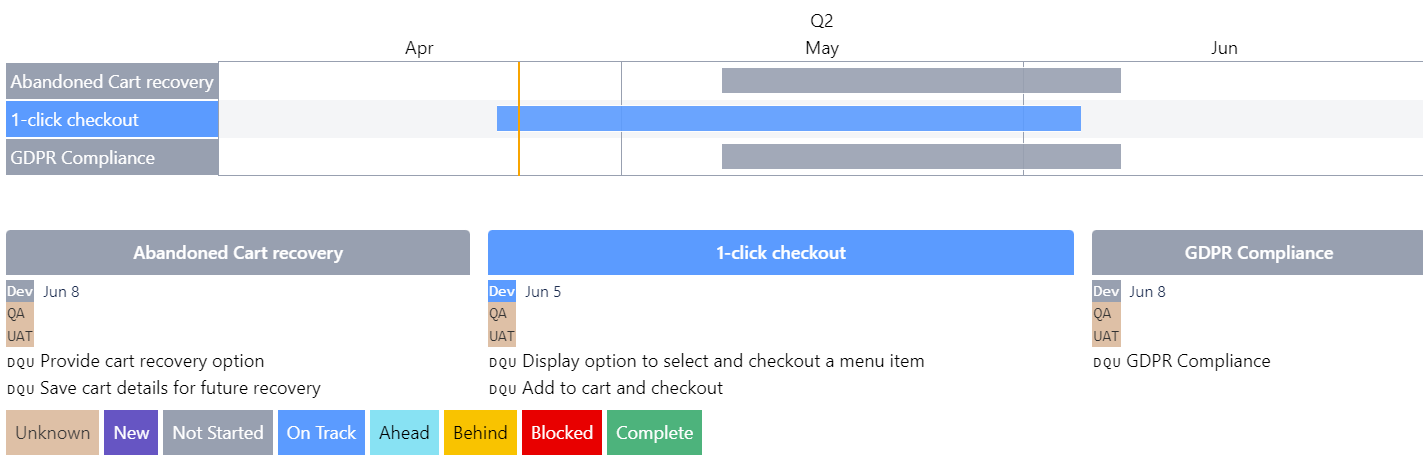 Q2
Apr May Jun
Abandoned Cart recovery
1-click checkout
GDPR Compliance
Abandoned Cart recovery
Dev Jun 8
QA
UAT
DQU Provide cart recovery option
DQU Save cart details for future recovery
1-click checkout
Dev Jun 5
QA
UAT
DQU Display option to select and checkout a menu item
DQU Add to cart and checkout
GDPR Compliance
Dev Jun 8
QA
UAT
DQU GDPR Compliance
Unknown New Not Started On Track Ahead Behind Blocked Complete